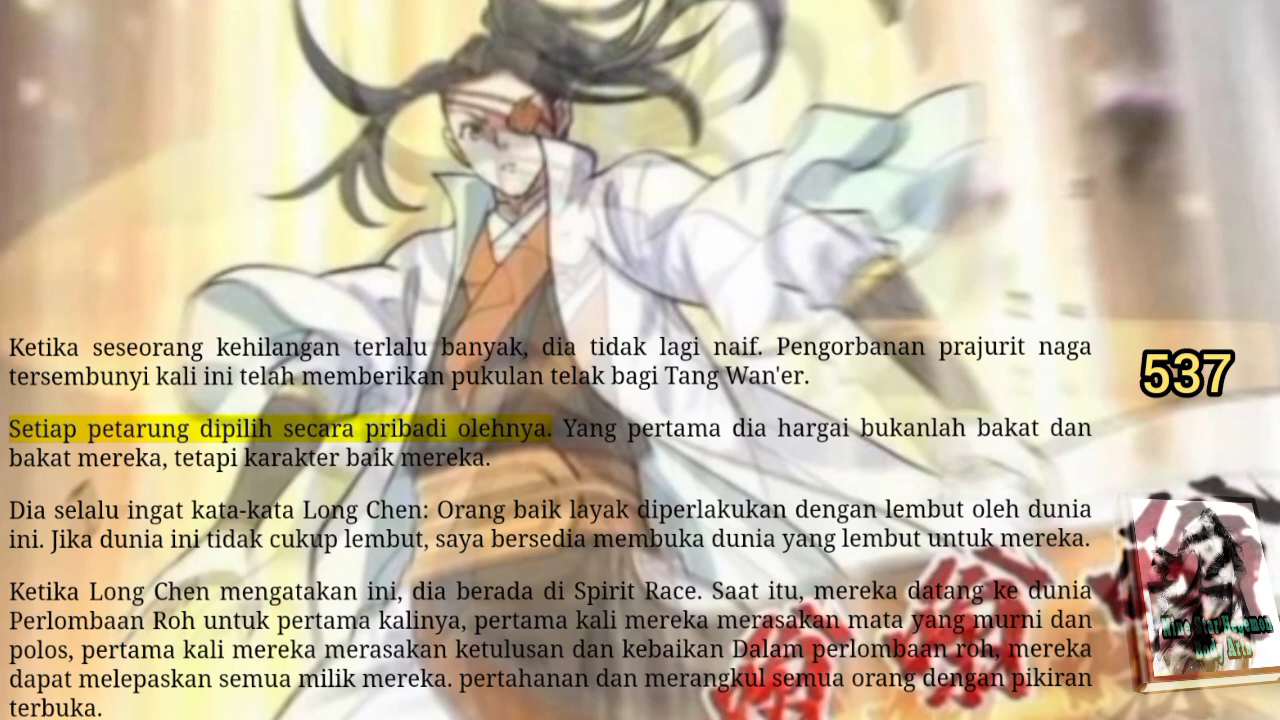 Ketika seseorang kehilangan terlalu banyak, dia tidak lagi naif. Pengorbanan prajurit naga
tersembunyi kali ini telah memberikan pukulan telak bagi Tang Wan'er.
Setiap petarung dipilih secara pribadi olehnya. Yang pertama dia hargai bukanlah bakat dan
bakat mereka, tetapi karakter baik mereka.
Dia selalu ingat kata-kata Long Chen: Orang baik layak diperlakukan dengan lembut oleh dunia
ini. Jika dunia ini tidak cukup lembut, saya bersedia membuka dunia yang lembut untuk mereka.
Ketika Long Chen mengatakan ini, dia berada di Spirit Race. Saat itu, mereka datang ke dunia
Perlombaan Roh untuk pertama kalinya, pertama kali mereka merasakan mata yang murni dan
polos, pertama kali mereka merasakan ketulusan dan kebaikan Dalam perlombaan roh, mereka
dapat melepaskan semua milik mereka. pertahanan dan merangkul semua orang dengan pikiran
terbuka.
537
Nine Star Hegemon
Body Arts